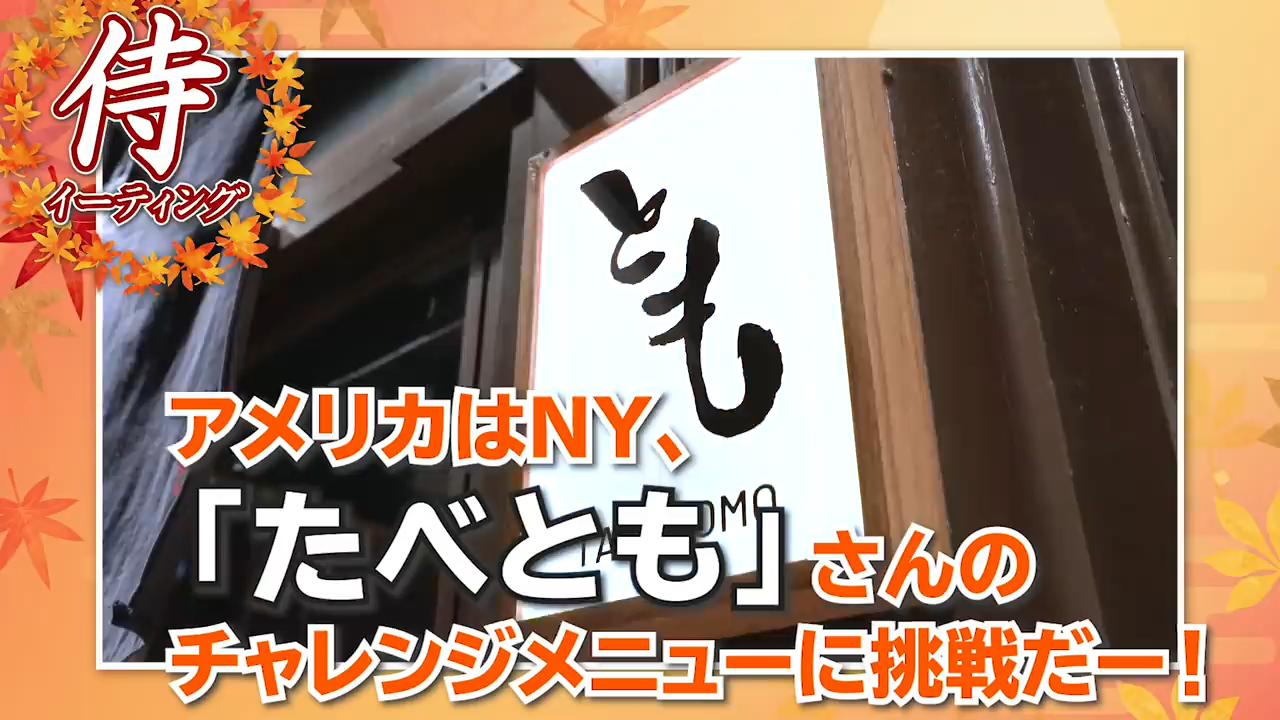 侍
イーティング
とも
アメリカはNY、
「たべとも」さんの
チャレンジメニューに挑戦だー!